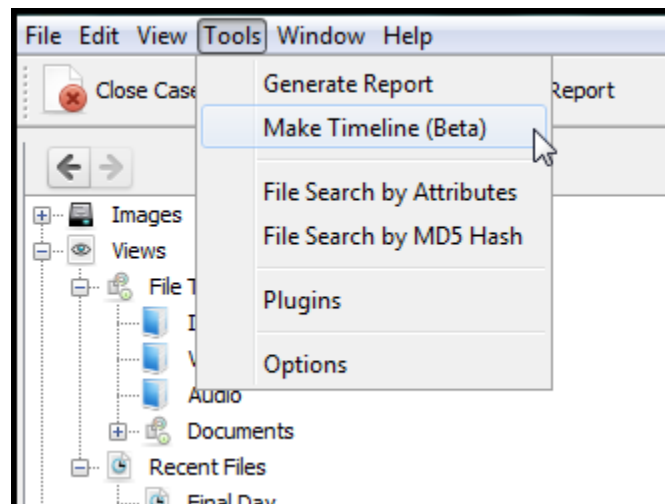 File Edit View Tools Window Help
Close Case Report
Generate Report
Make Timeline (Beta)
File Search by Attributes
File Search by MD5 Hash
Plugins
Options
Images
Views
File T
I
V
Audio
Documents
Recent Files
Final Day